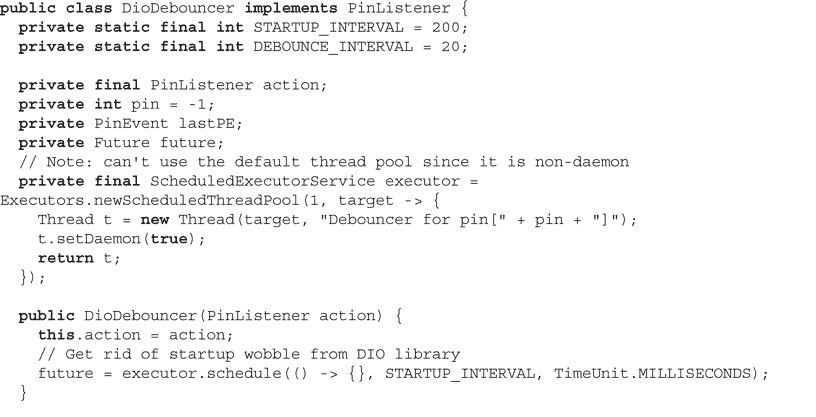 public class DioDebouncer implements PinListener {
  private static final int STARTUP_INTERVAL = 200;
  private static final int DEBOUNCE_INTERVAL = 20;

  private final PinListener action;
  private int pin = -1;
  private PinEvent lastPE;
  private Future future;
  // Note: can't use the default thread pool since it is non-daemon
  private final ScheduledExecutorService executor =
Executors.newScheduledThreadPool(1, target -> {
    Thread t = new Thread(target, "Debouncer for pin[" + pin + "]");
    t.setDaemon(true);
    return t;
  });

  public DioDebouncer(PinListener action) {
    this.action = action;
    // Get rid of startup wobble from DIO library
    future = executor.schedule(() -> {}, STARTUP_INTERVAL, TimeUnit.MILLISECONDS);
  }